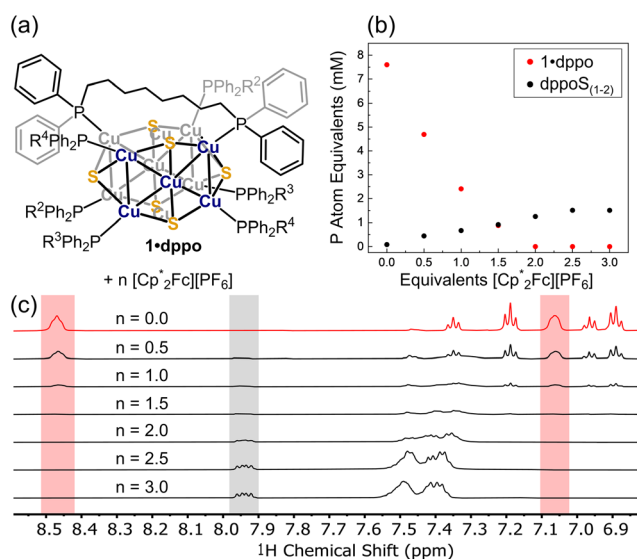 (a)
PPh₂R²
P
P
R⁴Ph₂P
S
Cu
Cu
Cu
Cu
S
Cu
Cu
S
S
Cu
Cu
PPh₂R³
R²Ph₂P
Cu
S
Cu
PPh₂R⁴
R³Ph₂P
S
1•dppo
(b)
P Atom Equivalents (mM)
8
7
6
5
4
3
2
1
0
1•dppo
dppoS₍₁₋₂₎
0.0 0.5 1.0 1.5 2.0 2.5 3.0
Equivalents [Cp*₂Fc][PF₆]
+ n [Cp*₂Fc][PF₆]
(c)
n = 0.0
n = 0.5
n = 1.0
n = 1.5
n = 2.0
n = 2.5
n = 3.0
8.5 8.4 8.3 8.2 8.1 8.0 7.9 7.8 7.7 7.6 7.5 7.4 7.3 7.2 7.1 7.0 6.9
¹H Chemical Shift (ppm)